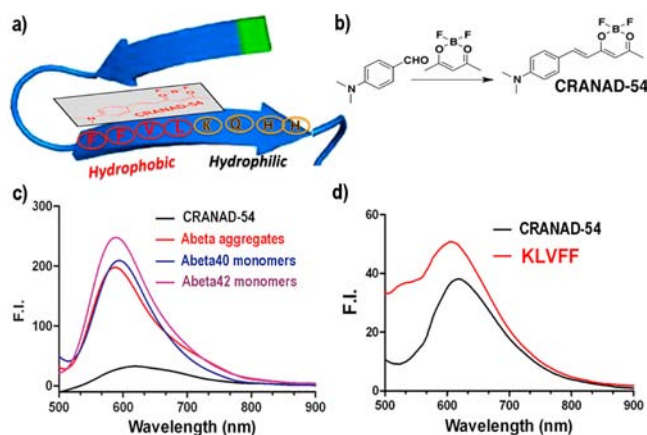 a)
CRANAD-54
F F V L K Q H H
Hydrophobic
Hydrophilic
b)
F F
B
O O
CHO
N
F F
B
O O
N
CRANAD-54
c)
300
200
100
0
F.I.
CRANAD-54
Abeta aggregates
Abeta40 monomers
Abeta42 monomers
500 600 700 800 900
Wavelength (nm)
d)
60
40
20
0
F.I.
CRANAD-54
KLVFF
500 600 700 800 900
Wavelength (nm)